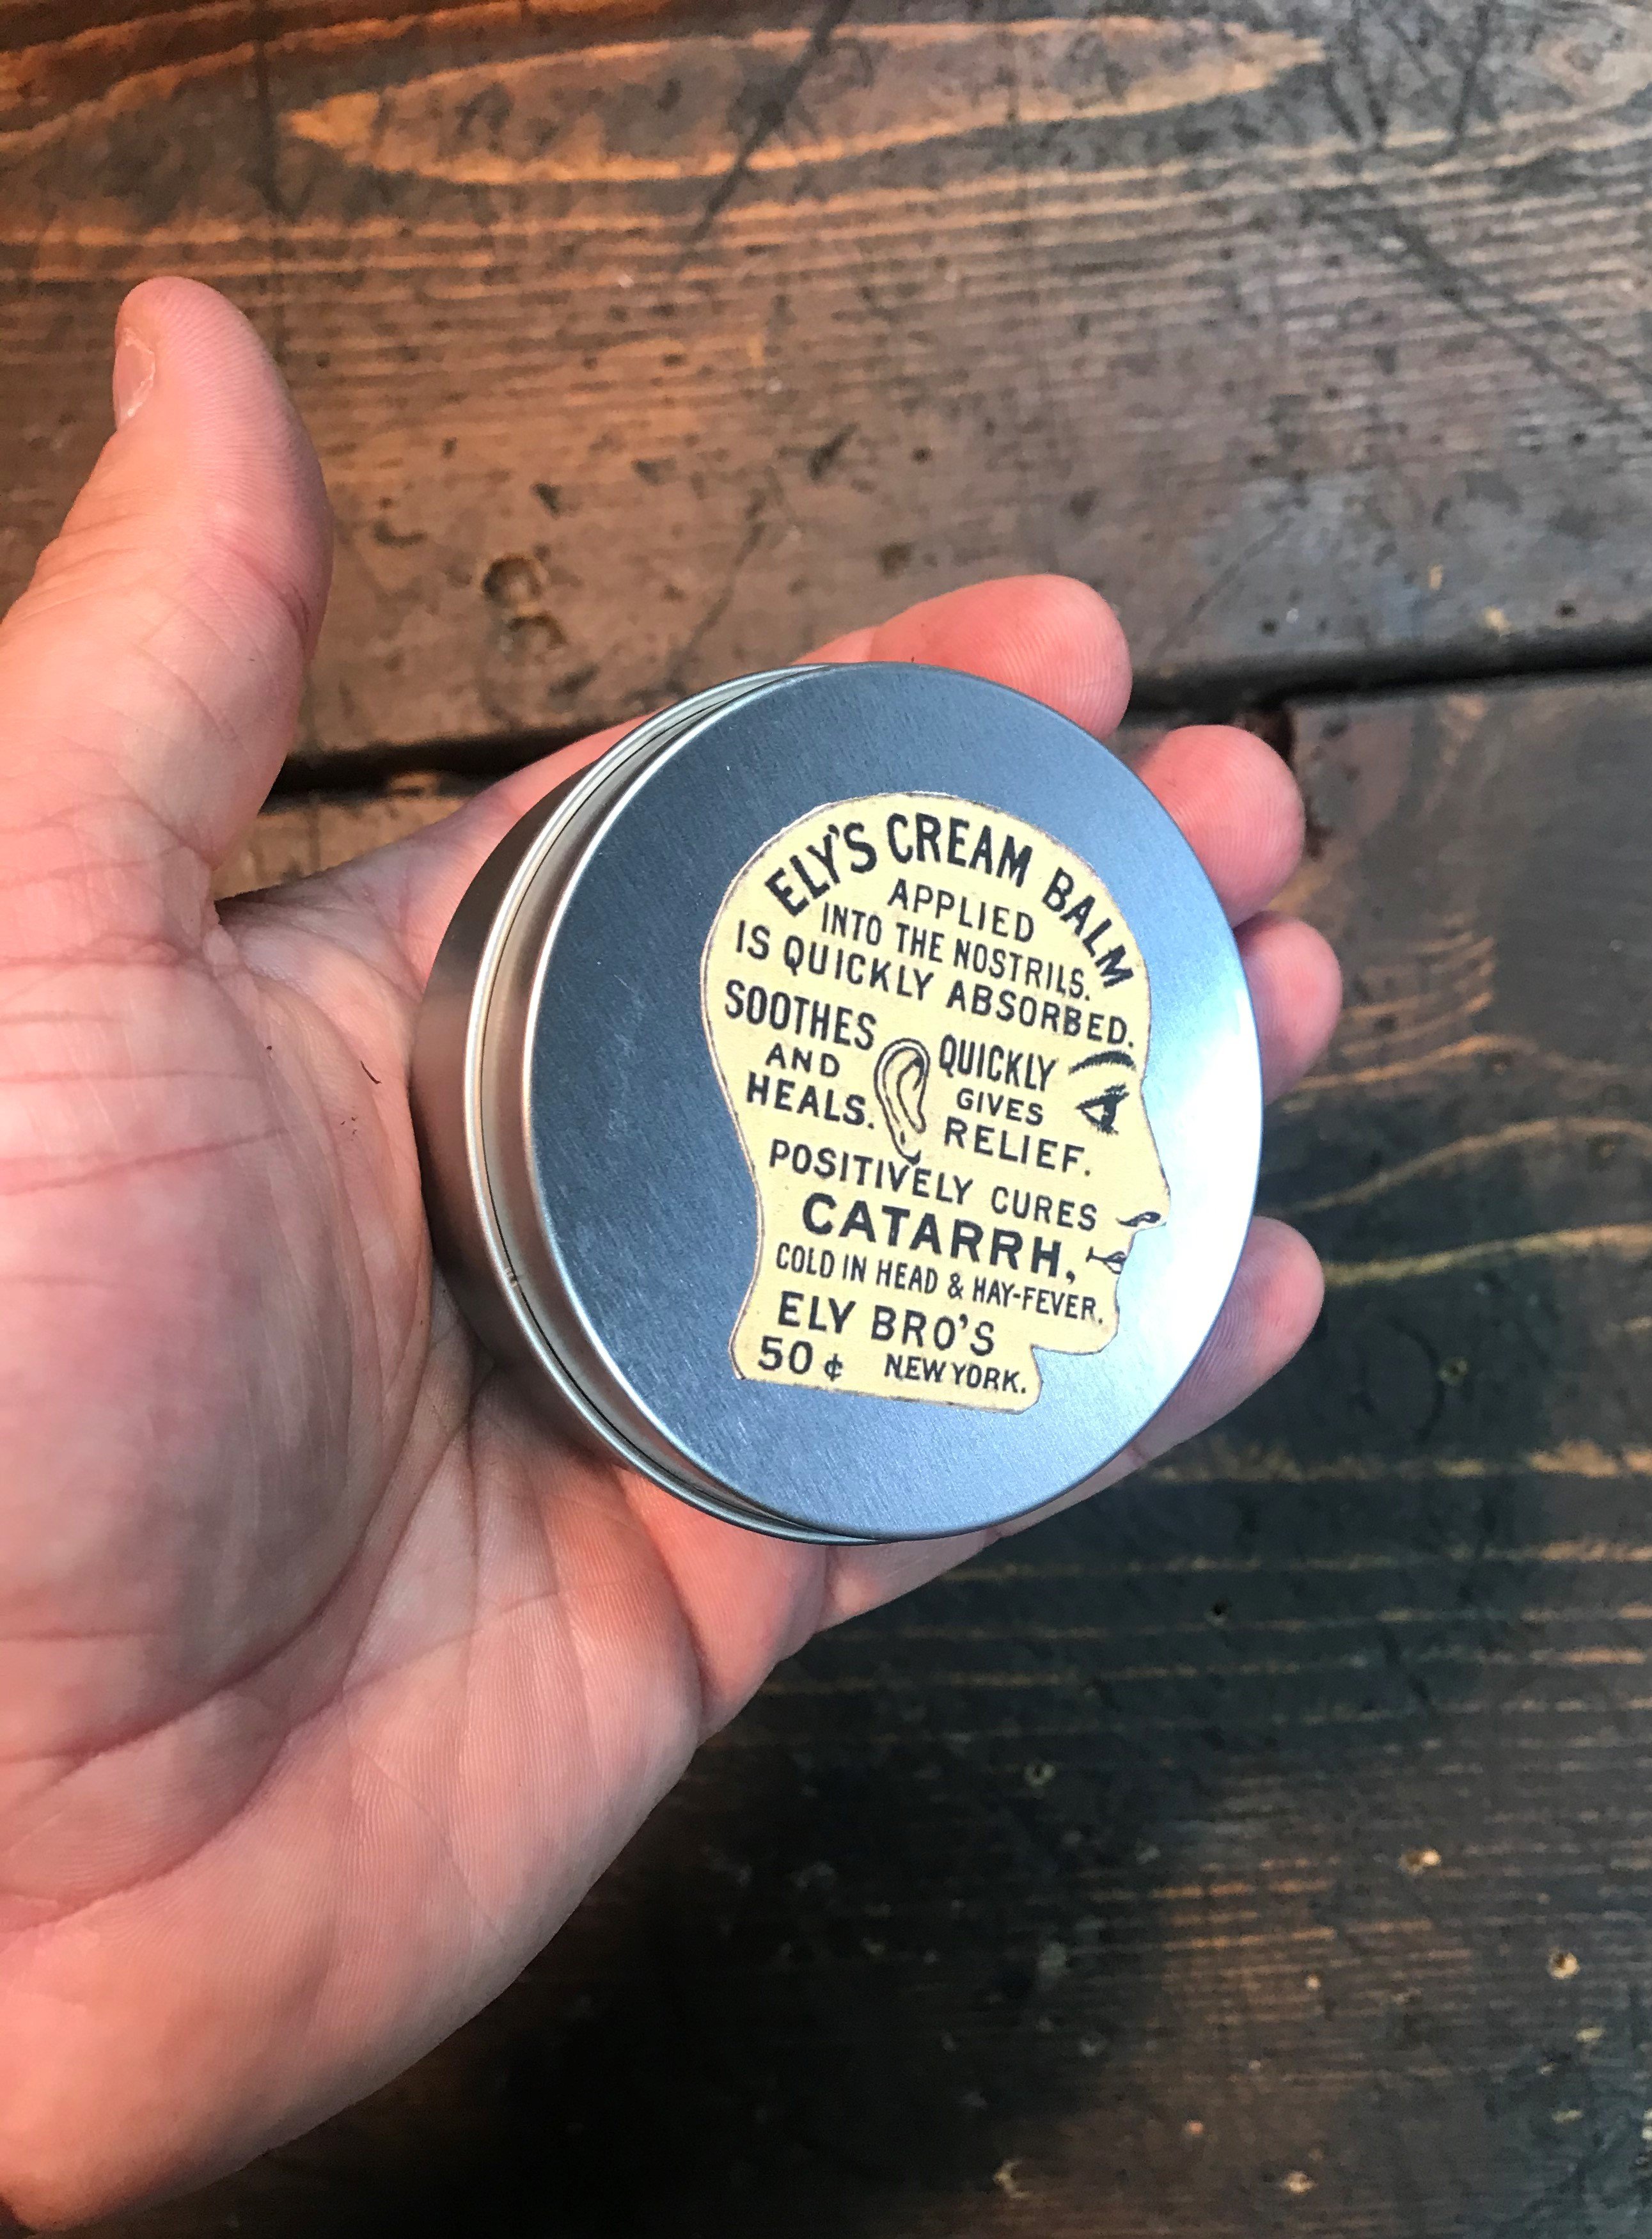 ELY'S CREAM BALM
APPLIED
INTO THE NOSTRILS.
IS QUICKLY ABSORBED.
SOOTHES
AND
HEALS.
QUICKLY
GIVES
RELIEF.
POSITIVELY CURES
CATARRH,
COLD IN HEAD & HAY-FEVER.
ELY BRO'S
50¢ NEW YORK.